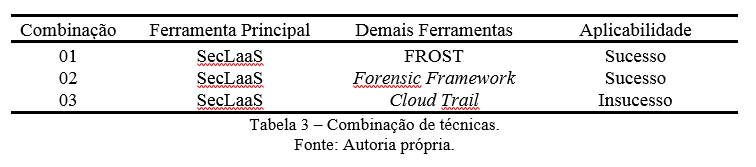 Combinação Ferramenta Principal Demais Ferramentas Aplicabilidade
01 SecLaaS FROST Sucesso
02 SecLaaS Forensic Framework Sucesso
03 SecLaaS Cloud Trail Insucesso
Tabela 3 – Combinação de técnicas.
Fonte: Autoria própria.